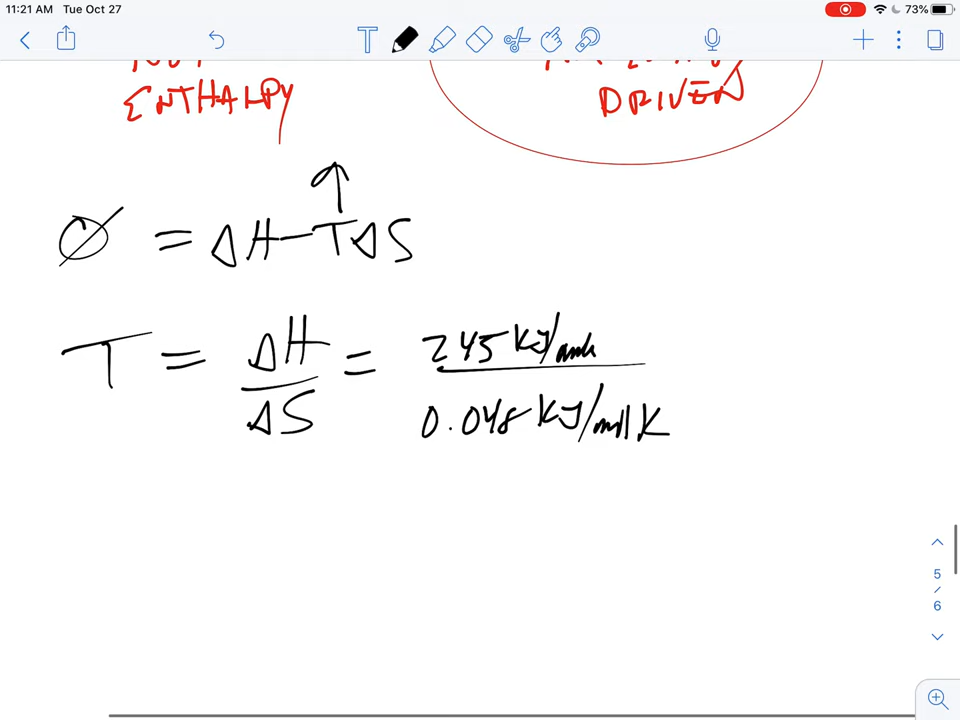 11:21 AM Tue Oct 27
73%
T
ENTHALPY
DRIVEN
∅ = ΔH - TΔS
T = ΔH/ΔS = 245 kJ/mol / 0.048 kJ/mol K
5
/
6